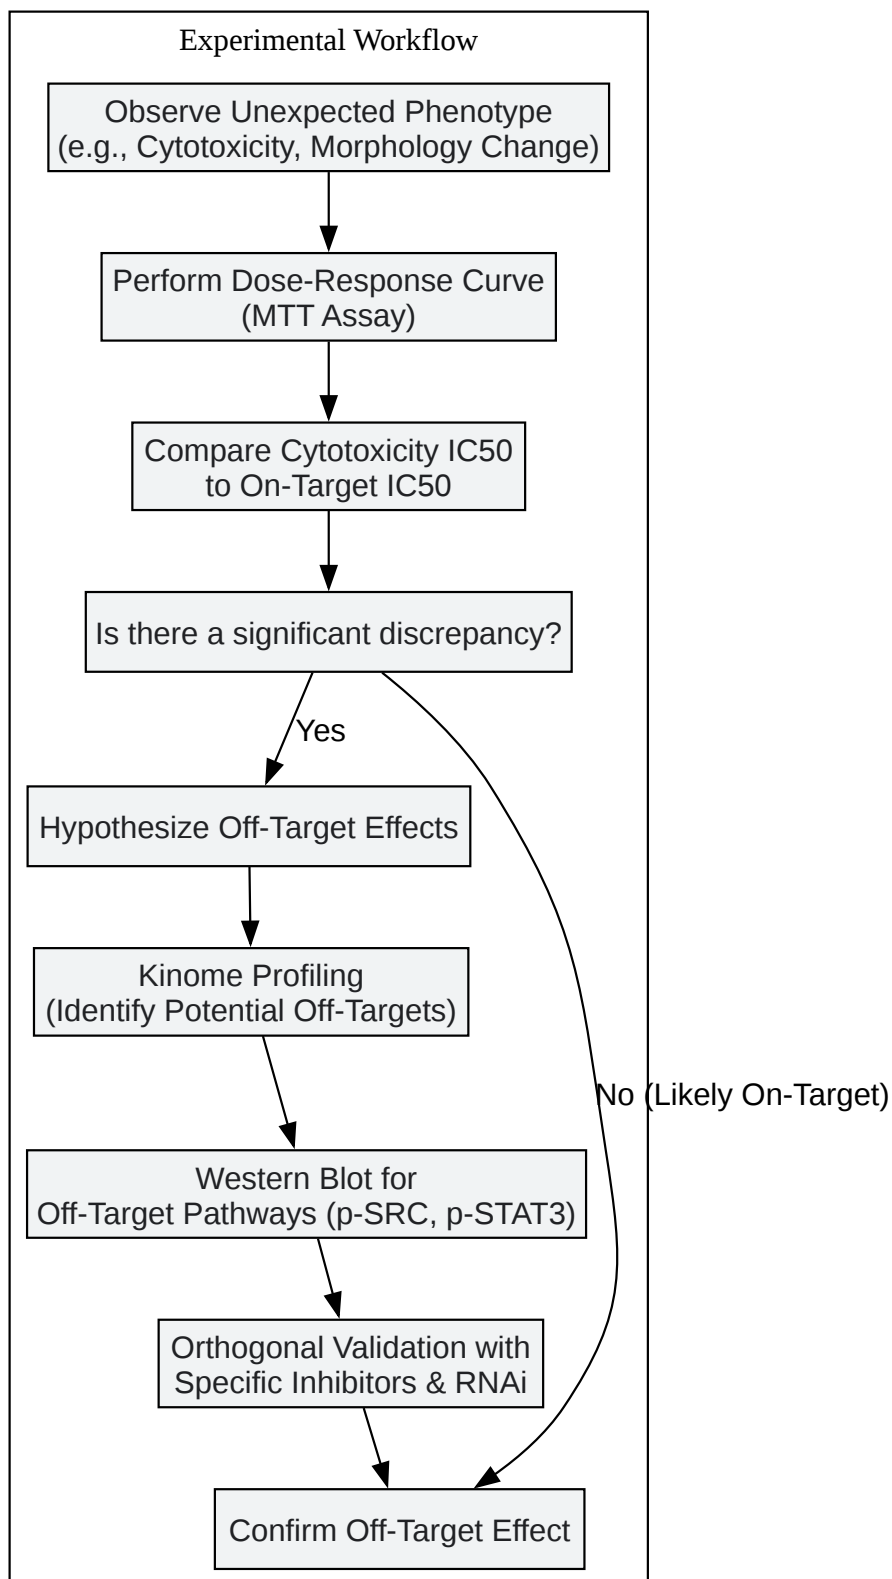 Experimental Workflow
Observe Unexpected Phenotype
(e.g., Cytotoxicity, Morphology Change)
Perform Dose-Response Curve
(MTT Assay)
Compare Cytotoxicity IC50
to On-Target IC50
Is there a significant discrepancy?
Yes
Hypothesize Off-Target Effects
Kinome Profiling
(Identify Potential Off-Targets)
No (Likely On-Target)
Western Blot for
Off-Target Pathways (p-SRC, p-STAT3)
Orthogonal Validation with
Specific Inhibitors & RNAi
Confirm Off-Target Effect